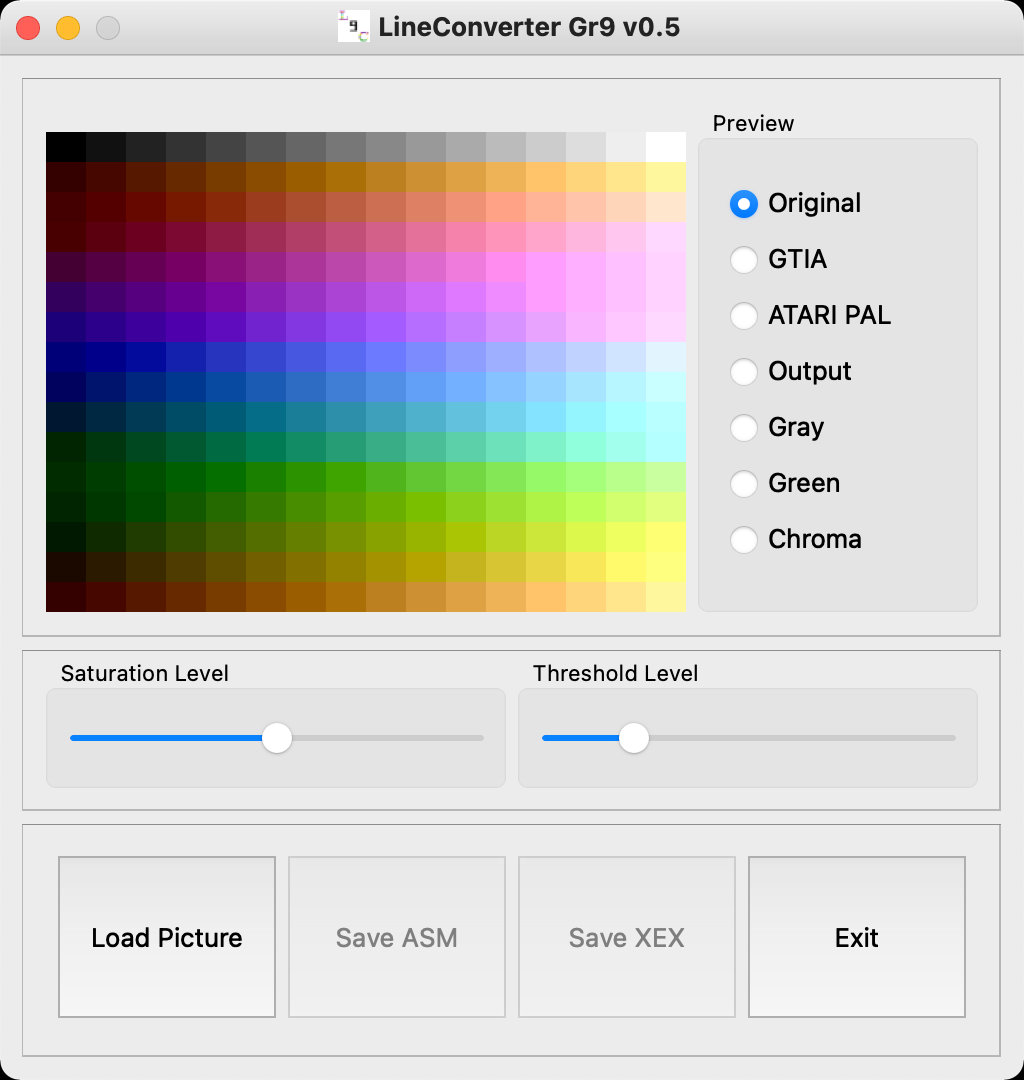 LineConverter Gr9 v0.5
Preview
Original
GTIA
ATARI PAL
Output
Gray
Green
Chroma
Saturation Level
Threshold Level
Load Picture
Save ASM
Save XEX
Exit